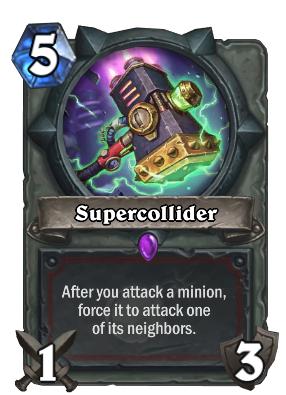 5
Supercollider
After you attack a minion,
force it to attack one
of its neighbors.
1 3